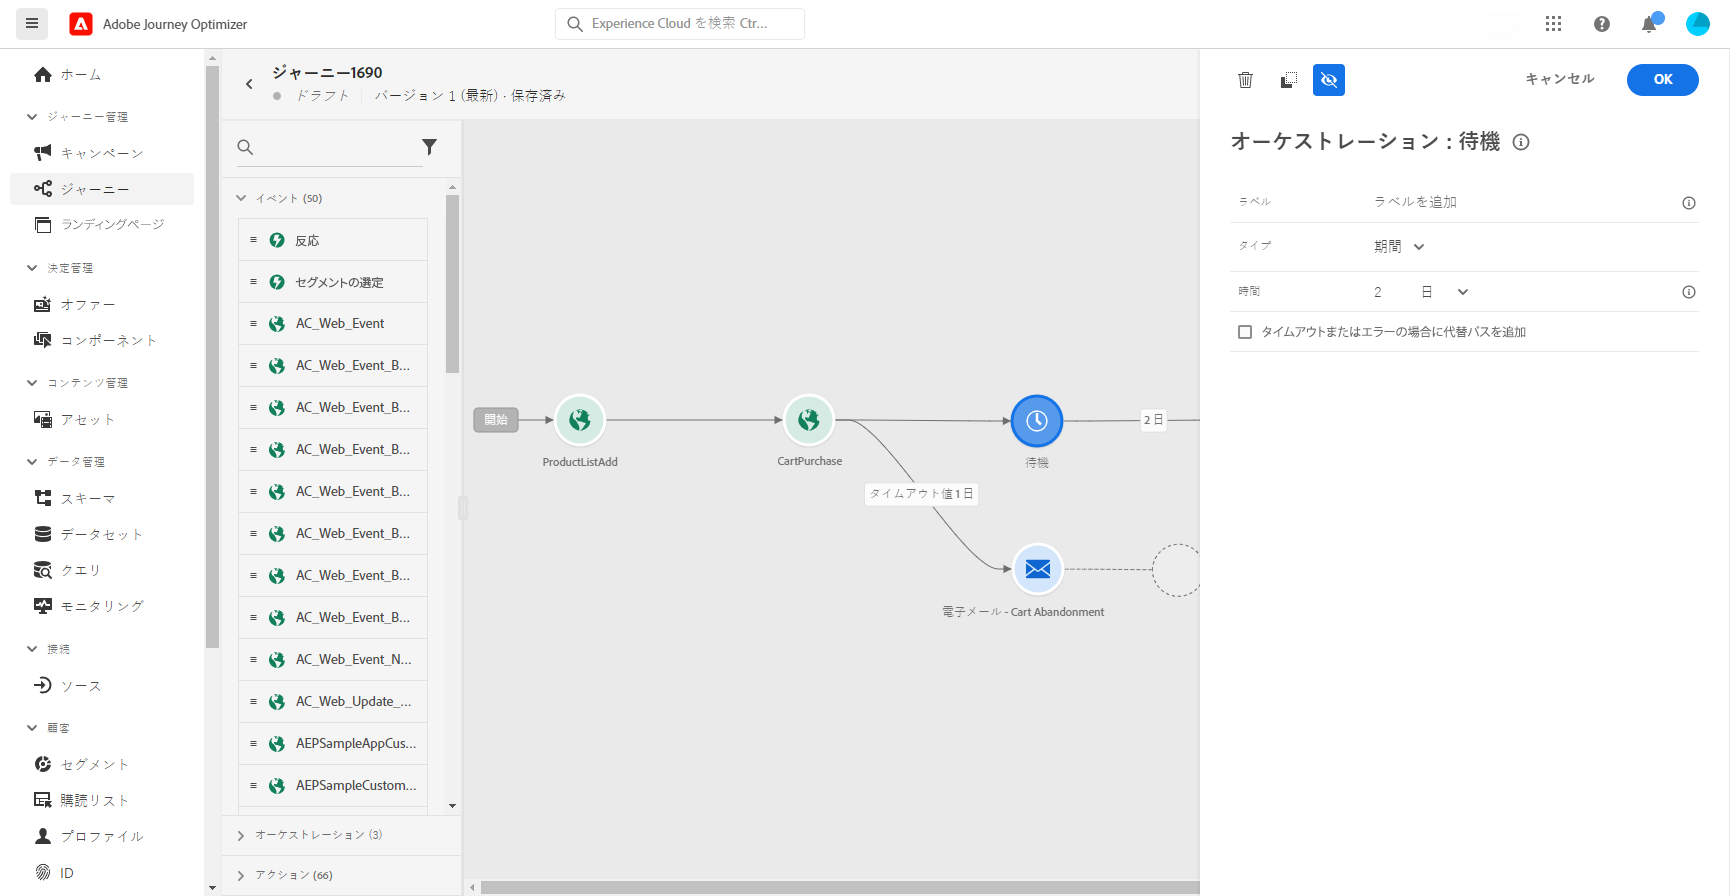 Adobe Journey Optimizer
Experience Cloud を検索 Ctr...
ホーム
ジャーニー管理
キャンペーン
ジャーニー
ランディングページ
決定管理
オファー
コンポーネント
コンテンツ管理
アセット
データ管理
スキーマ
データセット
クエリ
モニタリング
接続
ソース
顧客
セグメント
購読リスト
プロファイル
ID
ジャーニー1690
ドラフト
バージョン 1 (最新) · 保存済み
イベント (50)
反応
セグメントの選定
AC_Web_Event
AC_Web_Event_B...
AC_Web_Event_B...
AC_Web_Event_B...
AC_Web_Event_B...
AC_Web_Event_B...
AC_Web_Event_B...
AC_Web_Event_B...
AC_Web_Event_N...
AC_Web_Update_...
AEPSampleAppCus...
AEPSampleCustom...
オーケストレーション (3)
アクション (66)
開始
ProductListAdd
CartPurchase
待機
2 日
タイムアウト値 1 日
電子メール - Cart Abandonment
キャンセル
OK
オーケストレーション : 待機
ラベル
ラベルを追加
タイプ
期間
時間
2
日
タイムアウトまたはエラーの場合に代替パスを追加